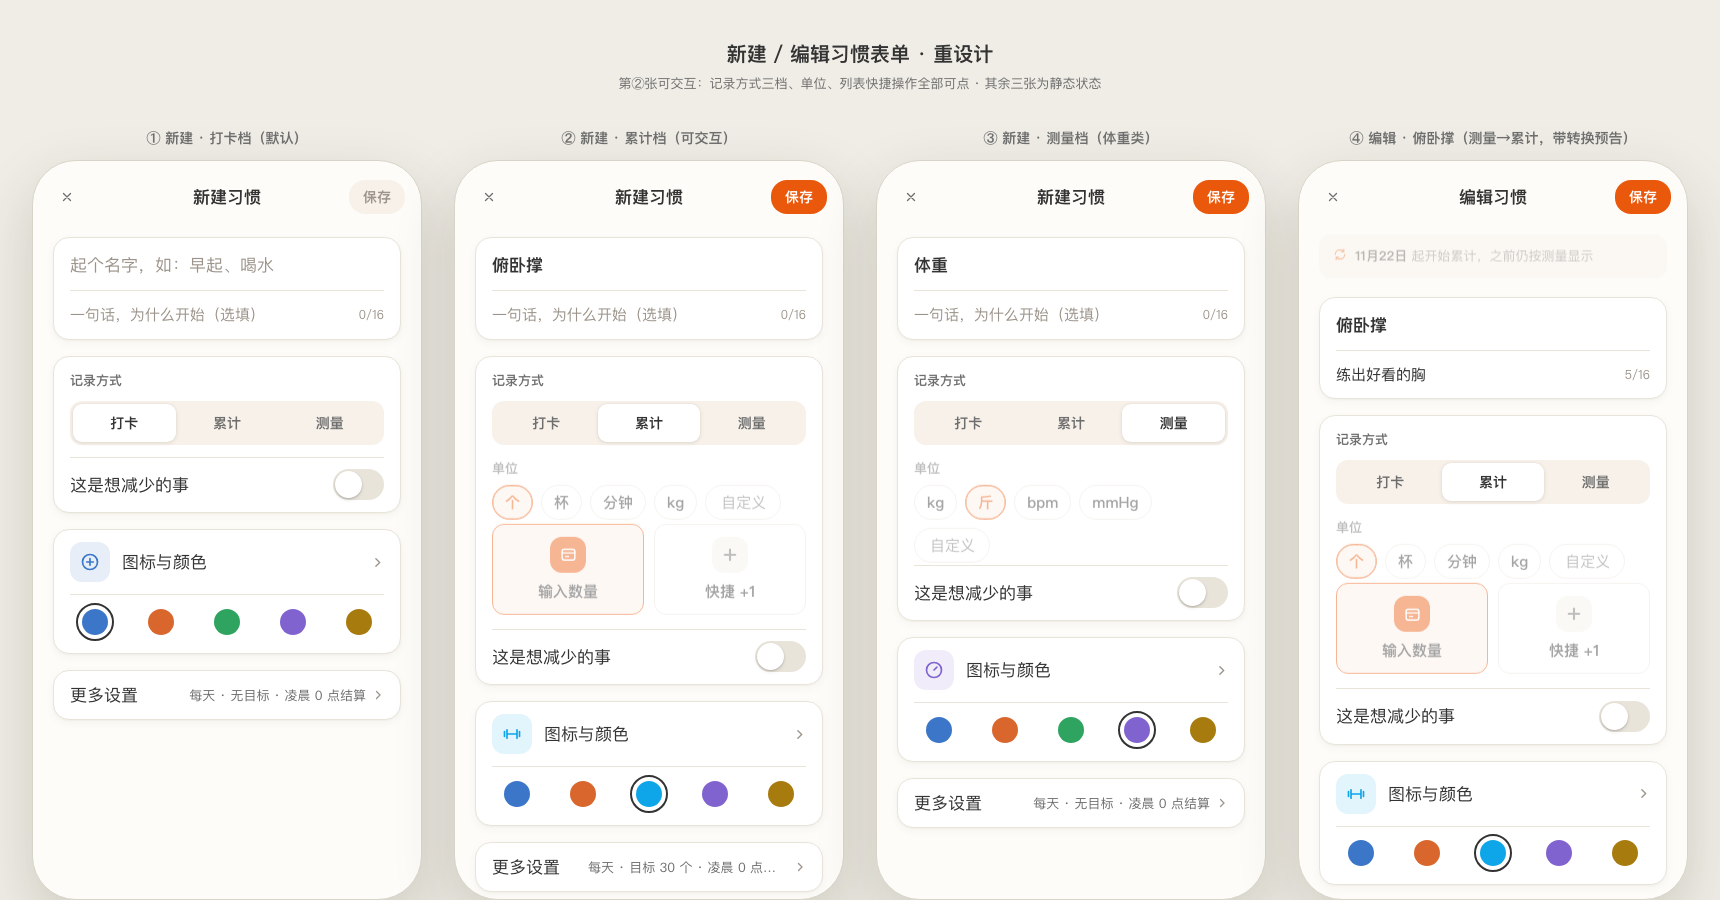 新建 / 编辑习惯表单 · 重设计
第②张可交互：记录方式三档、单位、列表快捷操作全部可点 · 其余三张为静态状态
① 新建 · 打卡档（默认）
新建习惯
保存
起个名字，如：早起、喝水
一句话，为什么开始（选填）
0/16
记录方式
打卡
累计
测量
这是想减少的事
图标与颜色
更多设置
每天 · 无目标 · 凌晨 0 点结算
② 新建 · 累计档（可交互）
新建习惯
保存
俯卧撑
一句话，为什么开始（选填）
0/16
记录方式
打卡
累计
测量
单位
个
杯
分钟
kg
自定义
输入数量
快捷 +1
这是想减少的事
图标与颜色
更多设置
每天 · 目标 30 个 · 凌晨 0 点...
③ 新建 · 测量档（体重类）
新建习惯
保存
体重
一句话，为什么开始（选填）
0/16
记录方式
打卡
累计
测量
单位
kg
斤
bpm
mmHg
自定义
这是想减少的事
图标与颜色
更多设置
每天 · 无目标 · 凌晨 0 点结算
④ 编辑 · 俯卧撑（测量→累计，带转换预告）
编辑习惯
保存
11月22日 起开始累计，之前仍按测量显示
俯卧撑
练出好看的胸
5/16
记录方式
打卡
累计
测量
单位
个
杯
分钟
kg
自定义
输入数量
快捷 +1
这是想减少的事
图标与颜色